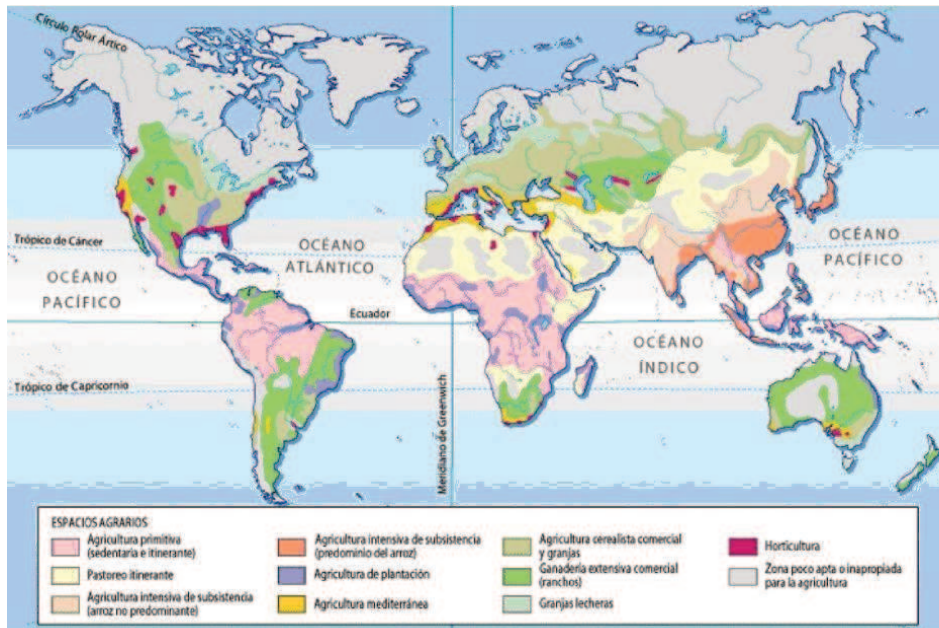 Círculo Polar Ártico
Trópico de Cáncer
OCÉANO
PACÍFICO
OCÉANO
ATLÁNTICO
OCÉANO
PACÍFICO
Ecuador
OCÉANO
ÍNDICO
Trópico de Capricornio
Meridiano de Greenwich
ESPACIOS AGRARIOS
Agricultura primitiva
(sedentaria e itinerante)
Pastoreo itinerante
Agricultura intensiva de subsistencia
(arroz no predominante)
Agricultura intensiva de subsistencia
(predominio del arroz)
Agricultura de plantación
Agricultura mediterránea
Agricultura cerealista comercial
y granjas
Ganadería extensiva comercial
(ranchos)
Granjas lecheras
Horticultura
Zona poco apta o inapropiada
para la agricultura